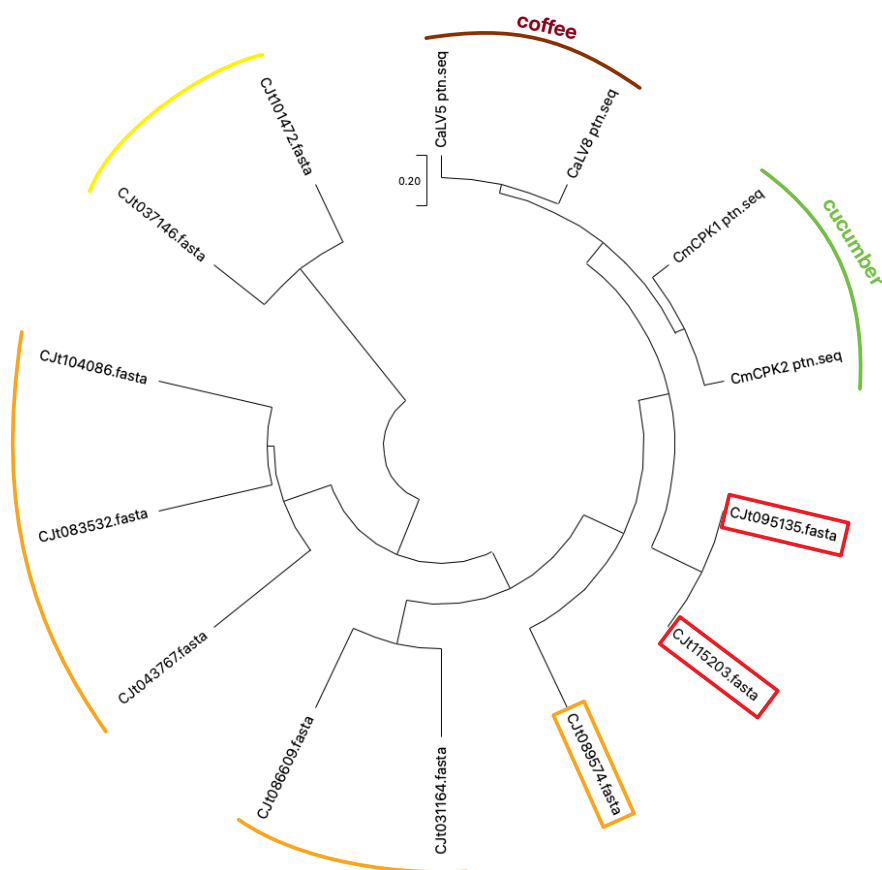 coffee
CaLV5 ptn.seq
CaLV8 ptn.seq
0.20
CJt101472.fasta
CJt037146.fasta
CmCPK1 ptn.seq
cucumber
CmCPK2 ptn.seq
CJt104086.fasta
CJt083532.fasta
CJt095135.fasta
CJt115203.fasta
CJt043767.fasta
CJt086609.fasta
CJt031164.fasta
CJt089574.fasta